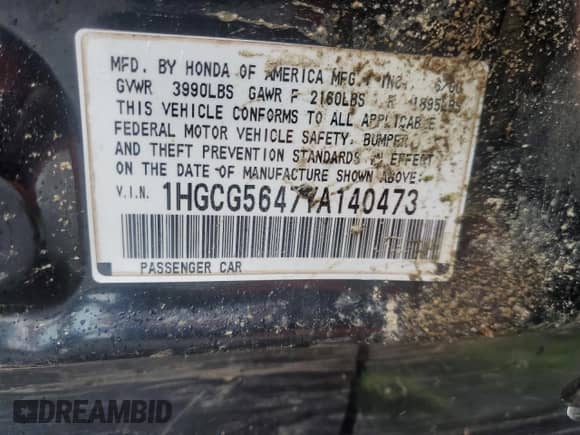 MFD. BY HONDA OF AMERICA MFG., INC. 6/00
GVWR 3990LBS GAWR F 2160LBS R 1895LBS
THIS VEHICLE CONFORMS TO ALL APPLICABLE
FEDERAL MOTOR VEHICLE SAFETY, BUMPER,
AND THEFT PREVENTION STANDARDS IN EFFECT
ON THE DATE OF MANUFACTURE SHOWN ABOVE.
V.I.N. 1HGCG5647YA140473
PASSENGER CAR
DREAMBID